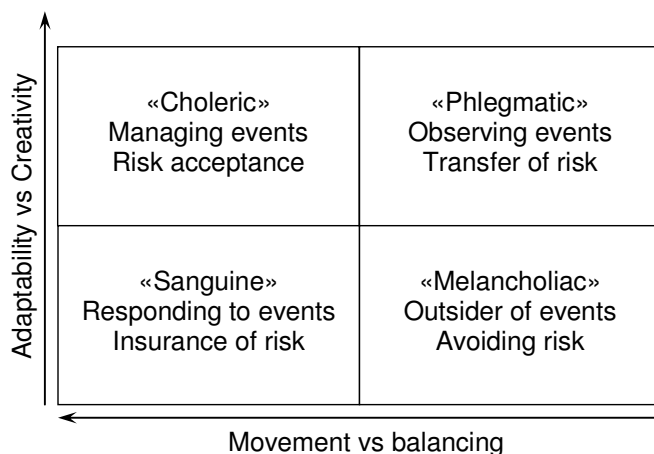 Adaptability vs Creativity
«Choleric»
Managing events
Risk acceptance
«Phlegmatic»
Observing events
Transfer of risk
«Sanguine»
Responding to events
Insurance of risk
«Melancholiac»
Outsider of events
Avoiding risk
Movement vs balancing